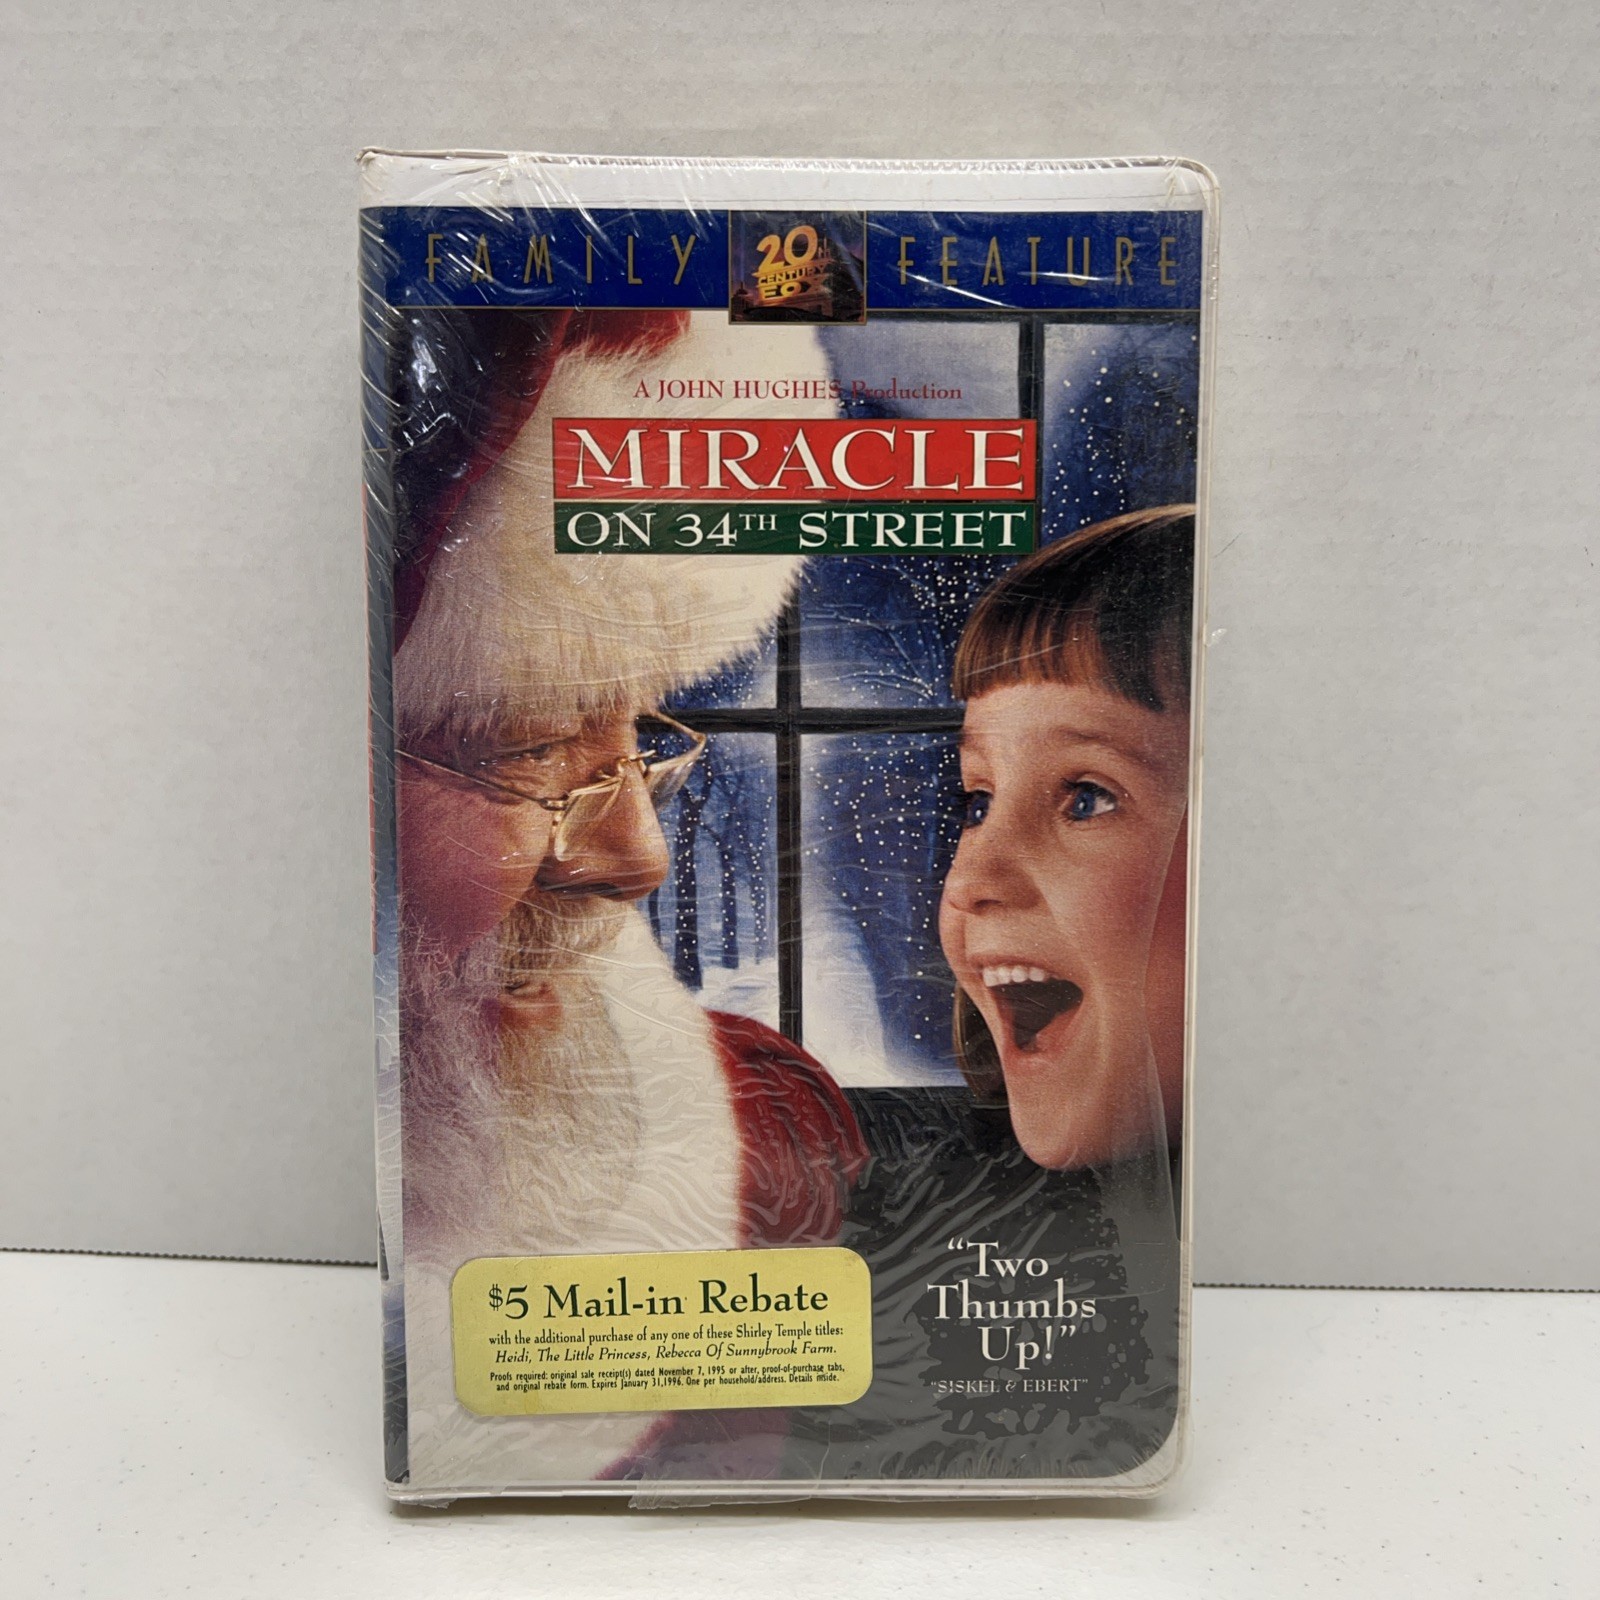 FAMILY 20TH CENTURY FOX FEATURE
A JOHN HUGHES Production
MIRACLE
ON 34TH STREET
$5 Mail-in Rebate
with the additional purchase of any one of these Shirley Temple titles:
Heidi, The Little Princess, Rebecca Of Sunnybrook Farm.
Proofs required: original sale receipt(s) dated November 7, 1995 or after, proof-of-purchase tabs,
and original rebate form. Expires January 31,1996. One per household/address. Details inside.
“Two
Thumbs
Up!”
“SISKEL & EBERT”